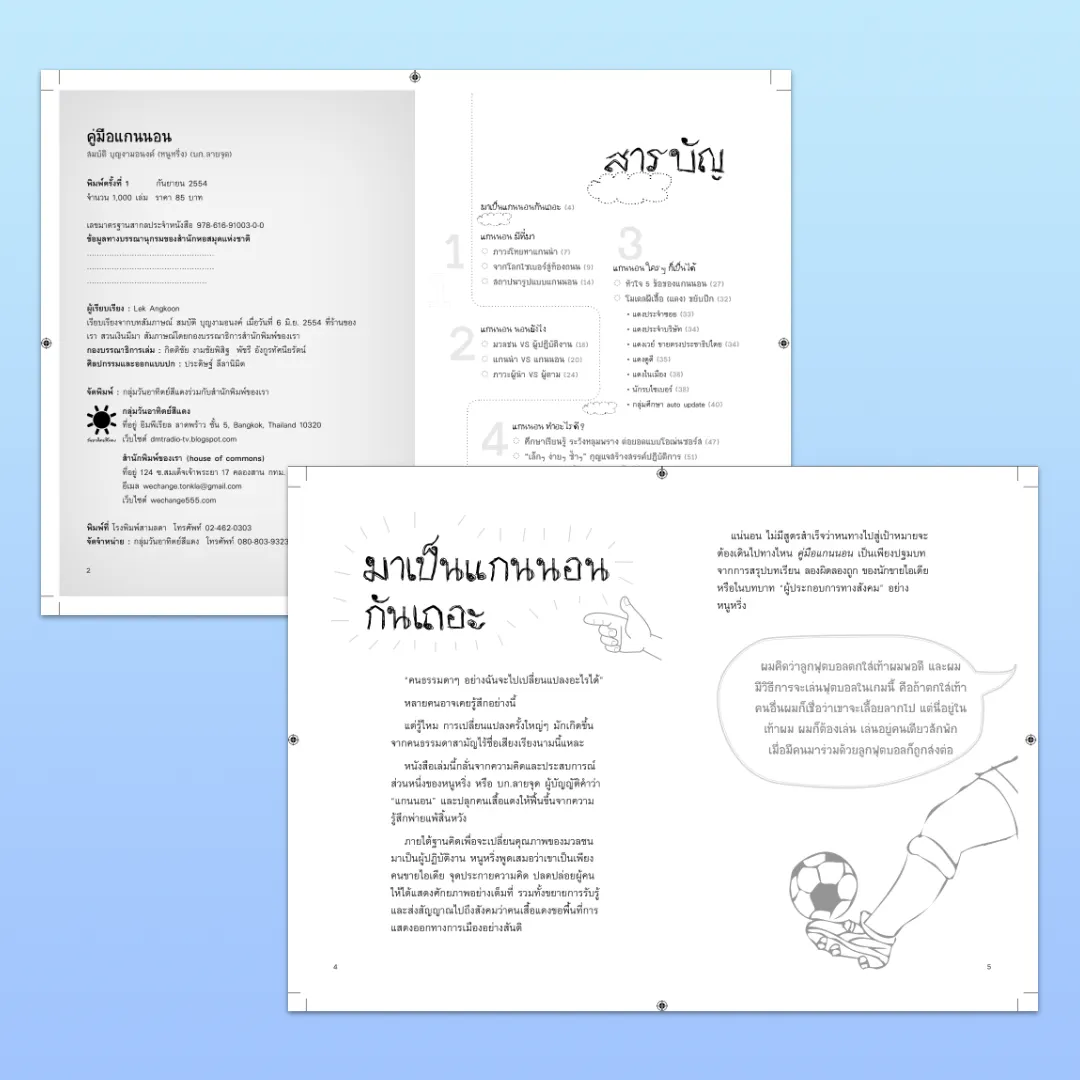 คู่มือแกนนอน
สมบัติ บุญงามอนงค์ (หนูหริ่ง) (บก.ลายจุด)
พิมพ์ครั้งที่ 1 กันยายน 2554
จำนวน 1,000 เล่ม ราคา 85 บาท
เลขมาตรฐานสากลประจำหนังสือ 978-616-91003-0-0
ข้อมูลทางบรรณานุกรมของสำนักหอสมุดแห่งชาติ
ผู้เรียบเรียง : Lek Angkoon
เรียบเรียงจากบทสัมภาษณ์ สมบัติ บุญงามอนงค์ เมื่อวันที่ 6 มิ.ย. 2554 ที่ร้านของ
เรา สวนเงินมีมา สัมภาษณ์โดยกองบรรณาธิการสำนักพิมพ์ของเรา
กองบรรณาธิการเล่ม : กิตติชัย งามชัยพิสิฐ พัชรี อังกูรทัศนียรัตน์
ศิลปกรรมและออกแบบปก : ประดิษฐ์ ลีลานิมิต
จัดพิมพ์ : กลุ่มวันอาทิตย์สีแดงร่วมกับสำนักพิมพ์ของเรา
กลุ่มวันอาทิตย์สีแดง
ที่อยู่ อิมพีเรียล ลาดพร้าว ชั้น 5, Bangkok, Thailand 10320
เว็บไซต์ dmtradio-tv.blogspot.com
สำนักพิมพ์ของเรา (house of commons)
ที่อยู่ 124 ซ.สมเด็จเจ้าพระยา 17 คลองสาน กทม.
อีเมล wechange.tonkla@gmail.com
เว็บไซต์ wechange555.com
พิมพ์ที่ โรงพิมพ์สามลดา โทรศัพท์ 02-462-0303
จัดจำหน่าย : กลุ่มวันอาทิตย์สีแดง โทรศัพท์ 080-803-9323
2
สารบัญ
มาเป็นแกนนอนกันเถอะ (4)
1
แกนนอน มีที่มา
ภาวะไทยทาแกนนำ (7)
จากโลกไซเบอร์สู่ท้องถนน (9)
สถาปนารูปแบบแกนนอน (14)
2
แกนนอน นอนยังไง
มวลชน VS ผู้ปฏิบัติงาน (18)
แกนนำ VS แกนนอน (20)
ภาวะผู้นำ VS ผู้ตาม (24)
3
แกนนอน ใครๆ ก็เป็นได้
หัวใจ 5 ข้อของแกนนอน (27)
โมเดลผีเสื้อ (แดง) ขยับปีก (32)
• แดงประจำซอย (33)
• แดงประจำบริษัท (34)
• แดงเวย์ ขายตรงประชาธิปไตย (34)
• แดงดูดี (35)
• แดงในเมือง (36)
• นักรบไซเบอร์ (38)
• กลุ่มศึกษา auto update (40)
4
แกนนอน ทำอะไรดี?
ศึกษาเรียนรู้ ระวังหลุมพราง ต่อยอดแบบโอเพ่นซอร์ส (47)
"เล็กๆ ง่ายๆ ซ้ำๆ" กุญแจสร้างสรรค์ปฏิบัติการ (51)
มาเป็นแกนนอน
กันเถอะ
"คนธรรมดาๆ อย่างฉันจะไปเปลี่ยนแปลงอะไรได้"
หลายคนอาจเคยรู้สึกอย่างนี้
แต่รู้ไหม การเปลี่ยนแปลงครั้งใหญ่ๆ มักเกิดขึ้น
จากคนธรรมดาสามัญไร้ชื่อเสียงเรียงนามนี้แหละ
หนังสือเล่มนี้กลั่นจากความคิดและประสบการณ์
ส่วนหนึ่งของหนูหริ่ง หรือ บก.ลายจุด ผู้บัญญัติคำว่า
"แกนนอน" และปลุกคนเสื้อแดงให้ฟื้นขึ้นจากความ
รู้สึกพ่ายแพ้สิ้นหวัง
ภายใต้ฐานคิดเพื่อจะเปลี่ยนคุณภาพของมวลชน
มาเป็นผู้ปฏิบัติงาน หนูหริ่งพูดเสมอว่าเขาเป็นเพียง
คนขายไอเดีย จุดประกายความคิด ปลดปล่อยผู้คน
ให้ได้แสดงศักยภาพอย่างเต็มที่ รวมทั้งขยายการรับรู้
และส่งสัญญาณไปถึงสังคมว่าคนเสื้อแดงขอพื้นที่การ
แสดงออกทางการเมืองอย่างสันติ
4
แน่นอน ไม่มีสูตรสำเร็จว่าหนทางไปสู่เป้าหมายจะ
ต้องเดินไปทางไหน คู่มือแกนนอน เป็นเพียงปฐมบท
จากการสรุปบทเรียน ลองผิดลองถูก ของนักขายไอเดีย
หรือในบทบาท "ผู้ประกอบการทางสังคม" อย่าง
หนูหริ่ง
ผมคิดว่าลูกฟุตบอลตกใส่เท้าผมพอดี และผม
มีวิธีการจะเล่นฟุตบอลในเกมนี้ คือถ้าตกใส่เท้า
คนอื่นผมก็เชื่อว่าเขาจะเลื้อยลากไป แต่นี่อยู่ใน
เท้าผม ผมก็ต้องเล่น เล่นอยู่คนเดียวสักพัก
เมื่อมีคนมาร่วมด้วยลูกฟุตบอลก็ถูกส่งต่อ
5